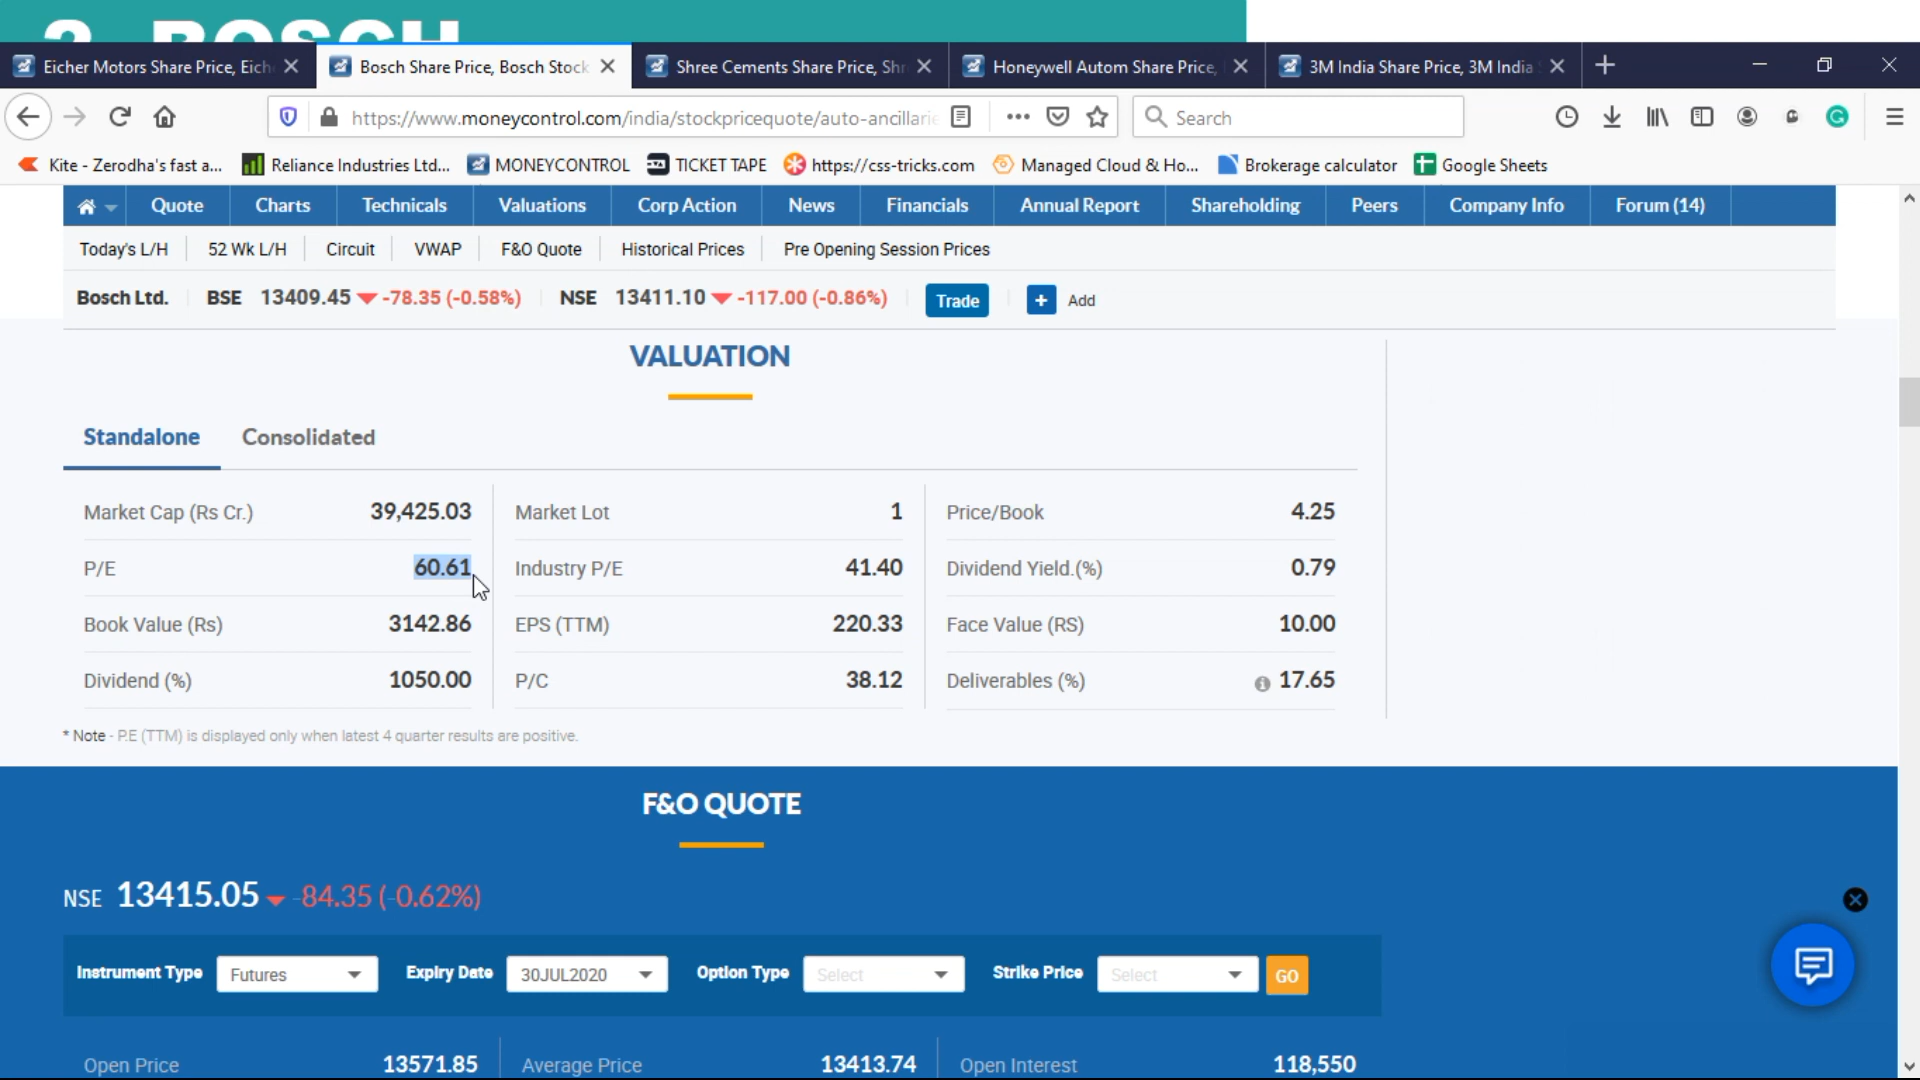 2. BOSCH
Eicher Motors Share Price, Eich
Bosch Share Price, Bosch Stock
Shree Cements Share Price, Shr
Honeywell Autom Share Price,
3M India Share Price, 3M India
https://www.moneycontrol.com/india/stockpricequote/auto-ancillarie
Search
Kite - Zerodha's fast a...
Reliance Industries Ltd...
MONEYCONTROL
TICKET TAPE
https://css-tricks.com
Managed Cloud & Ho...
Brokerage calculator
Google Sheets
Quote Charts Technicals Valuations Corp Action News Financials Annual Report Shareholding Peers Company Info Forum (14)
Today's L/H 52 Wk L/H Circuit VWAP F&O Quote Historical Prices Pre Opening Session Prices
Bosch Ltd. BSE 13409.45 -78.35 (-0.58%) NSE 13411.10 -117.00 (-0.86%) Trade + Add
VALUATION
Standalone Consolidated
Market Cap (Rs Cr.) 39,425.03 Market Lot 1 Price/Book 4.25
P/E 60.61 Industry P/E 41.40 Dividend Yield.(%) 0.79
Book Value (Rs) 3142.86 EPS (TTM) 220.33 Face Value (RS) 10.00
Dividend (%) 1050.00 P/C 38.12 Deliverables (%) 17.65
* Note - P.E (TTM) is displayed only when latest 4 quarter results are positive.
F&O QUOTE
NSE 13415.05 -84.35 (-0.62%)
Instrument Type Futures Expiry Date 30JUL2020 Option Type Select Strike Price Select GO
Open Price 13571.85 Average Price 13413.74 Open Interest 118,550